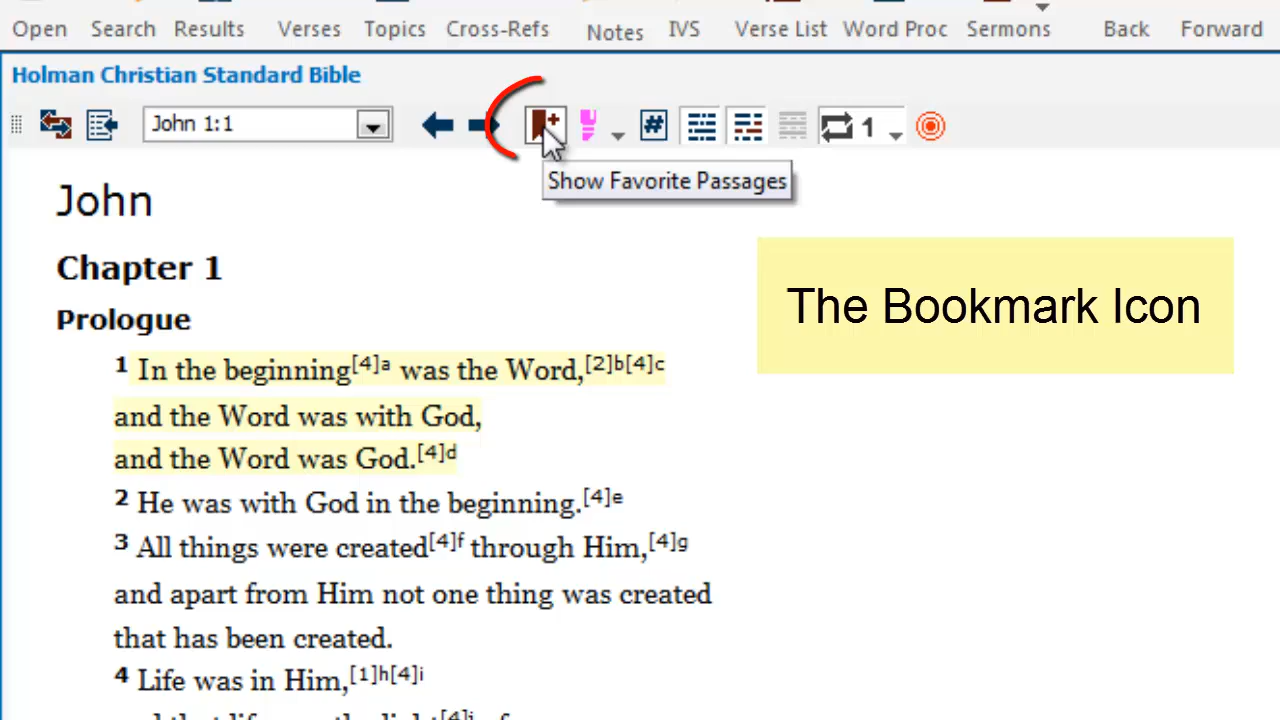 Open Search Results Verses Topics Cross-Refs Notes IVS Verse List Word Proc Sermons Back Forward
Holman Christian Standard Bible
John 1:1
# 1
Show Favorite Passages
John
The Bookmark Icon
Chapter 1
Prologue
1 In the beginning[4]a was the Word,[2]b[4]c
and the Word was with God,
and the Word was God.[4]d
2 He was with God in the beginning.[4]e
3 All things were created[4]f through Him,[4]g
and apart from Him not one thing was created
that has been created.
4 Life was in Him,[1]h[4]i